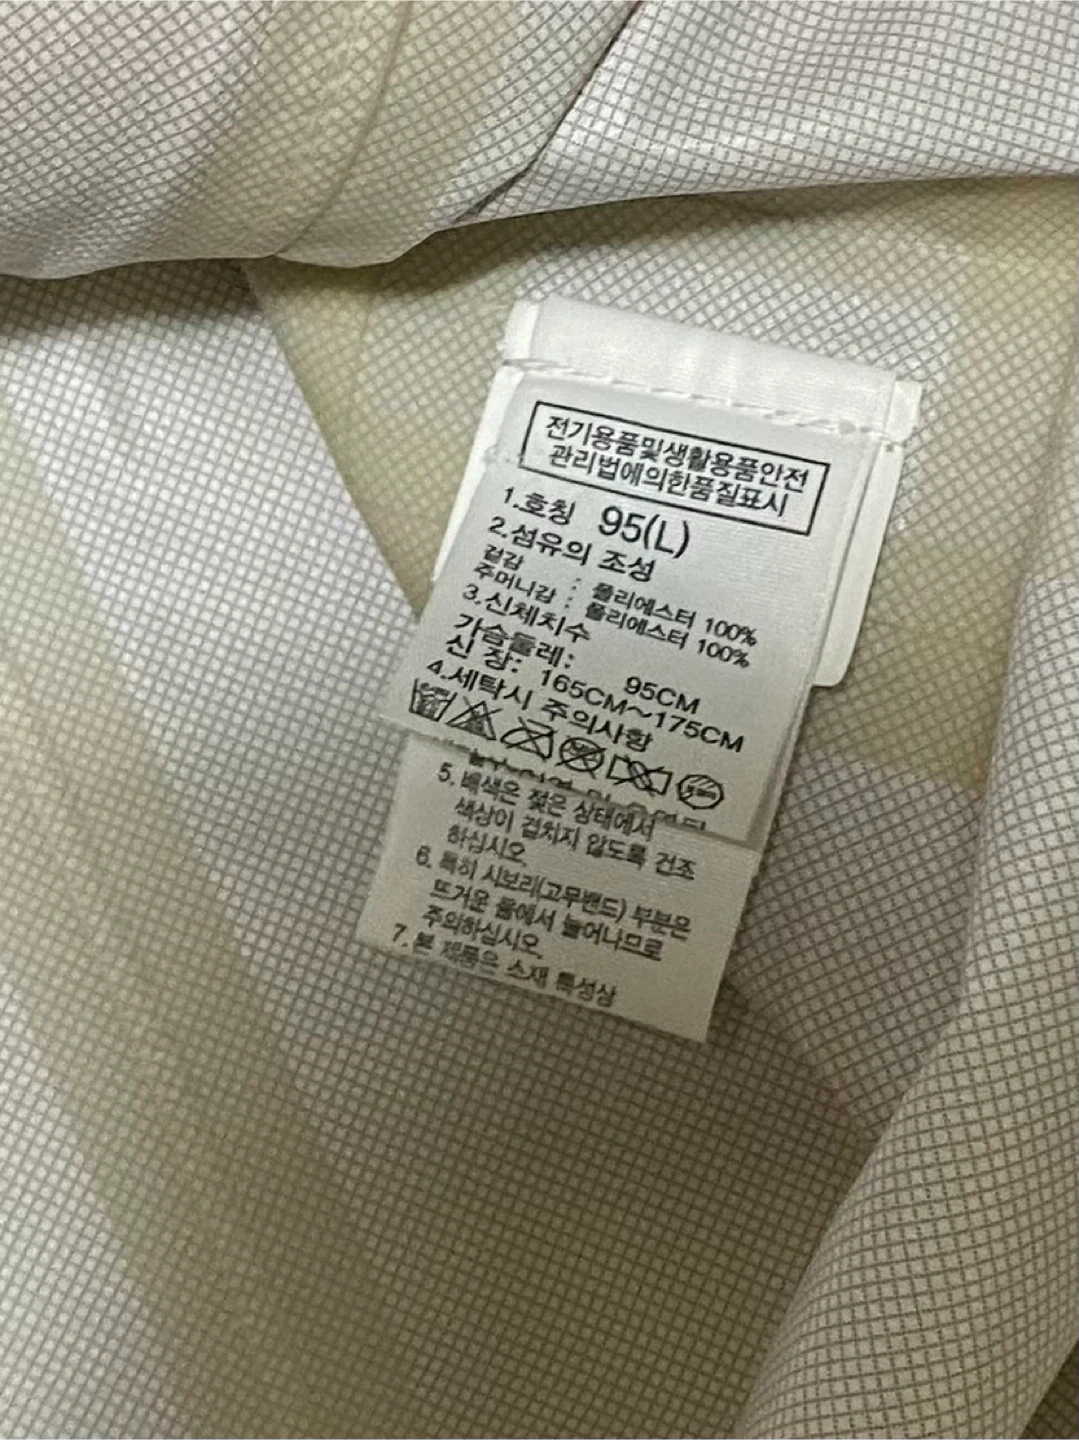 전기용품및생활용품안전
관리법에의한품질표시
1.호칭 95(L)
2.섬유의 조성
겉감 : 폴리에스터 100%
주머니감 : 폴리에스터 100%
3.신체치수
가슴둘레: 95CM
신 장: 165CM~175CM
4.세탁시 주의사항
5. 배색은 젖은 상태에서
색상이 겹치지 않도록 건조
하십시오.
6. 특히 시보리(고무밴드) 부분은
뜨거운 물에서 늘어나므로
주의하십시오.
7. 본 제품은 소재 특성상